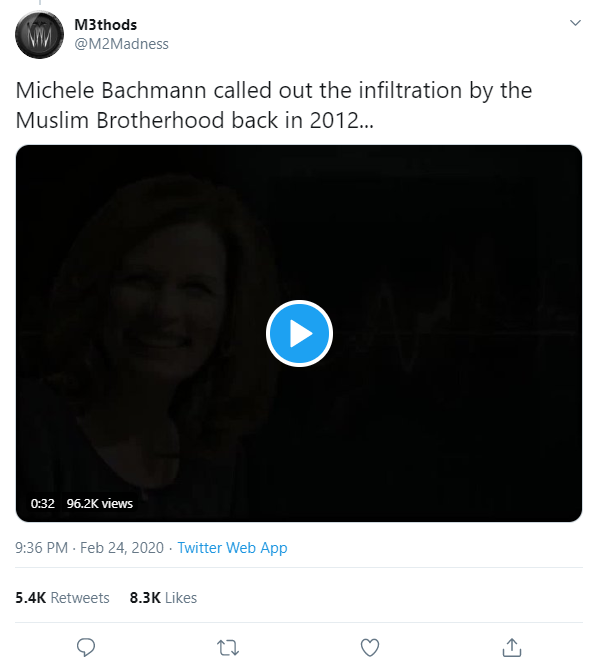 M3thods
@M2Madness
Michele Bachmann called out the infiltration by the
Muslim Brotherhood back in 2012...
0:32 96.2K views
9:36 PM · Feb 24, 2020 · Twitter Web App
5.4K Retweets 8.3K Likes